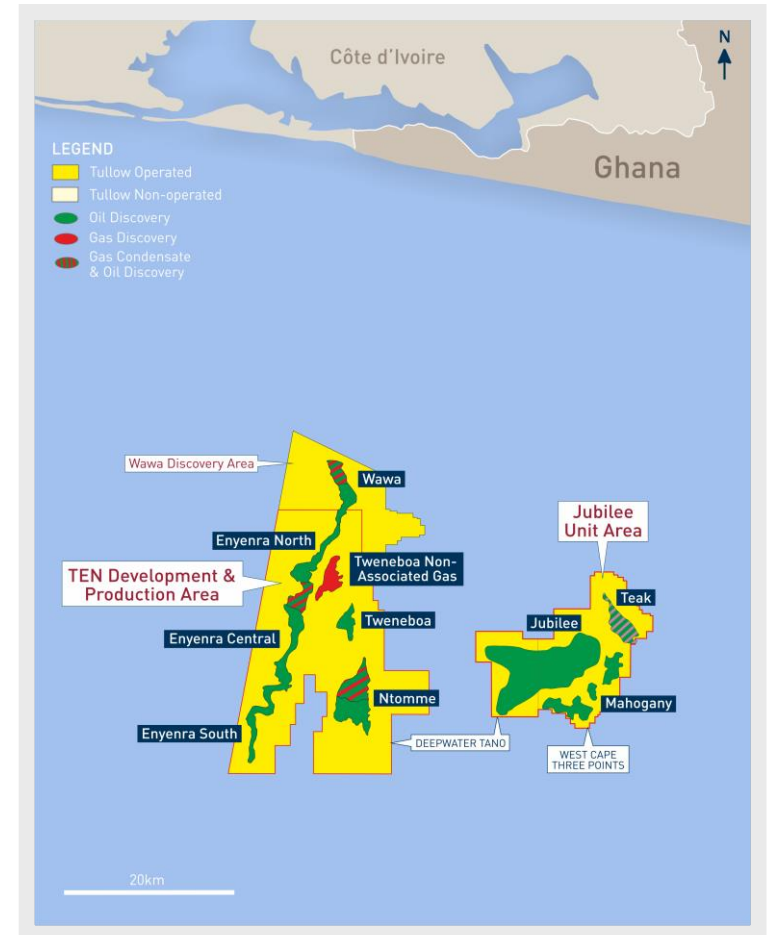 Côte d'Ivoire
N
Ghana
LEGEND
Tullow Operated
Tullow Non-operated
Oil Discovery
Gas Discovery
Gas Condensate
& Oil Discovery
Wawa Discovery Area
Wawa
Enyenra North
TEN Development &
Production Area
Tweneboa Non-
Associated Gas
Tweneboa
Enyenra Central
Ntomme
Enyenra South
DEEPWATER TANO
Jubilee
Unit Area
Teak
Jubilee
Mahogany
WEST CAPE
THREE POINTS
20km